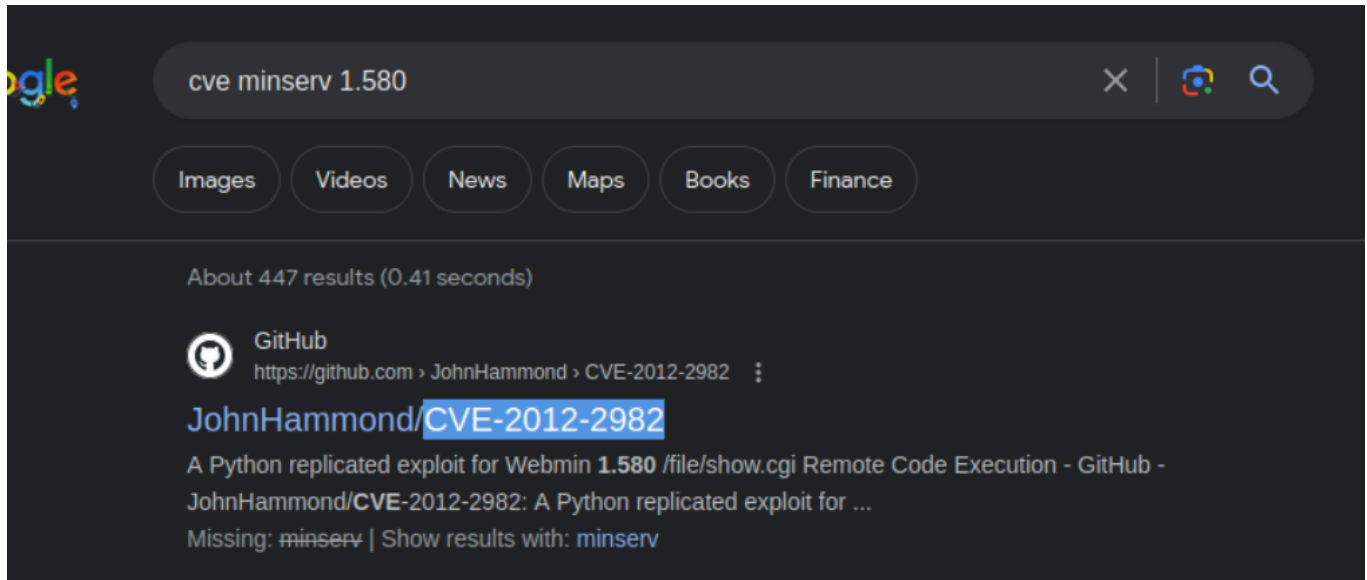 ogle
cve minserv 1.580
Images Videos News Maps Books Finance
About 447 results (0.41 seconds)
GitHub
https://github.com › JohnHammond › CVE-2012-2982
JohnHammond/CVE-2012-2982
A Python replicated exploit for Webmin 1.580 /file/show.cgi Remote Code Execution - GitHub -
JohnHammond/CVE-2012-2982: A Python replicated exploit for ...
Missing: minserv | Show results with: minserv